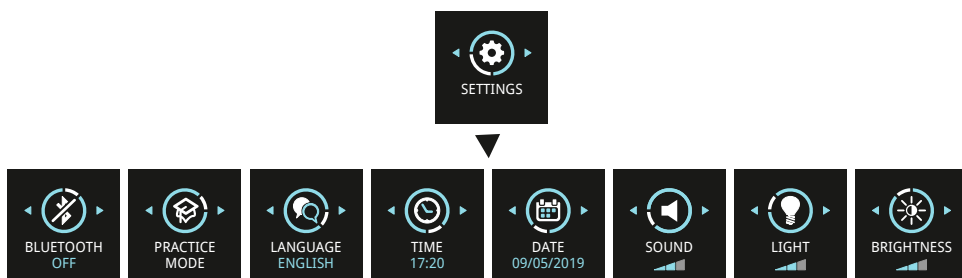 SETTINGS
BLUETOOTH
OFF
PRACTICE
MODE
LANGUAGE
ENGLISH
TIME
17:20
DATE
09/05/2019
SOUND
LIGHT
BRIGHTNESS